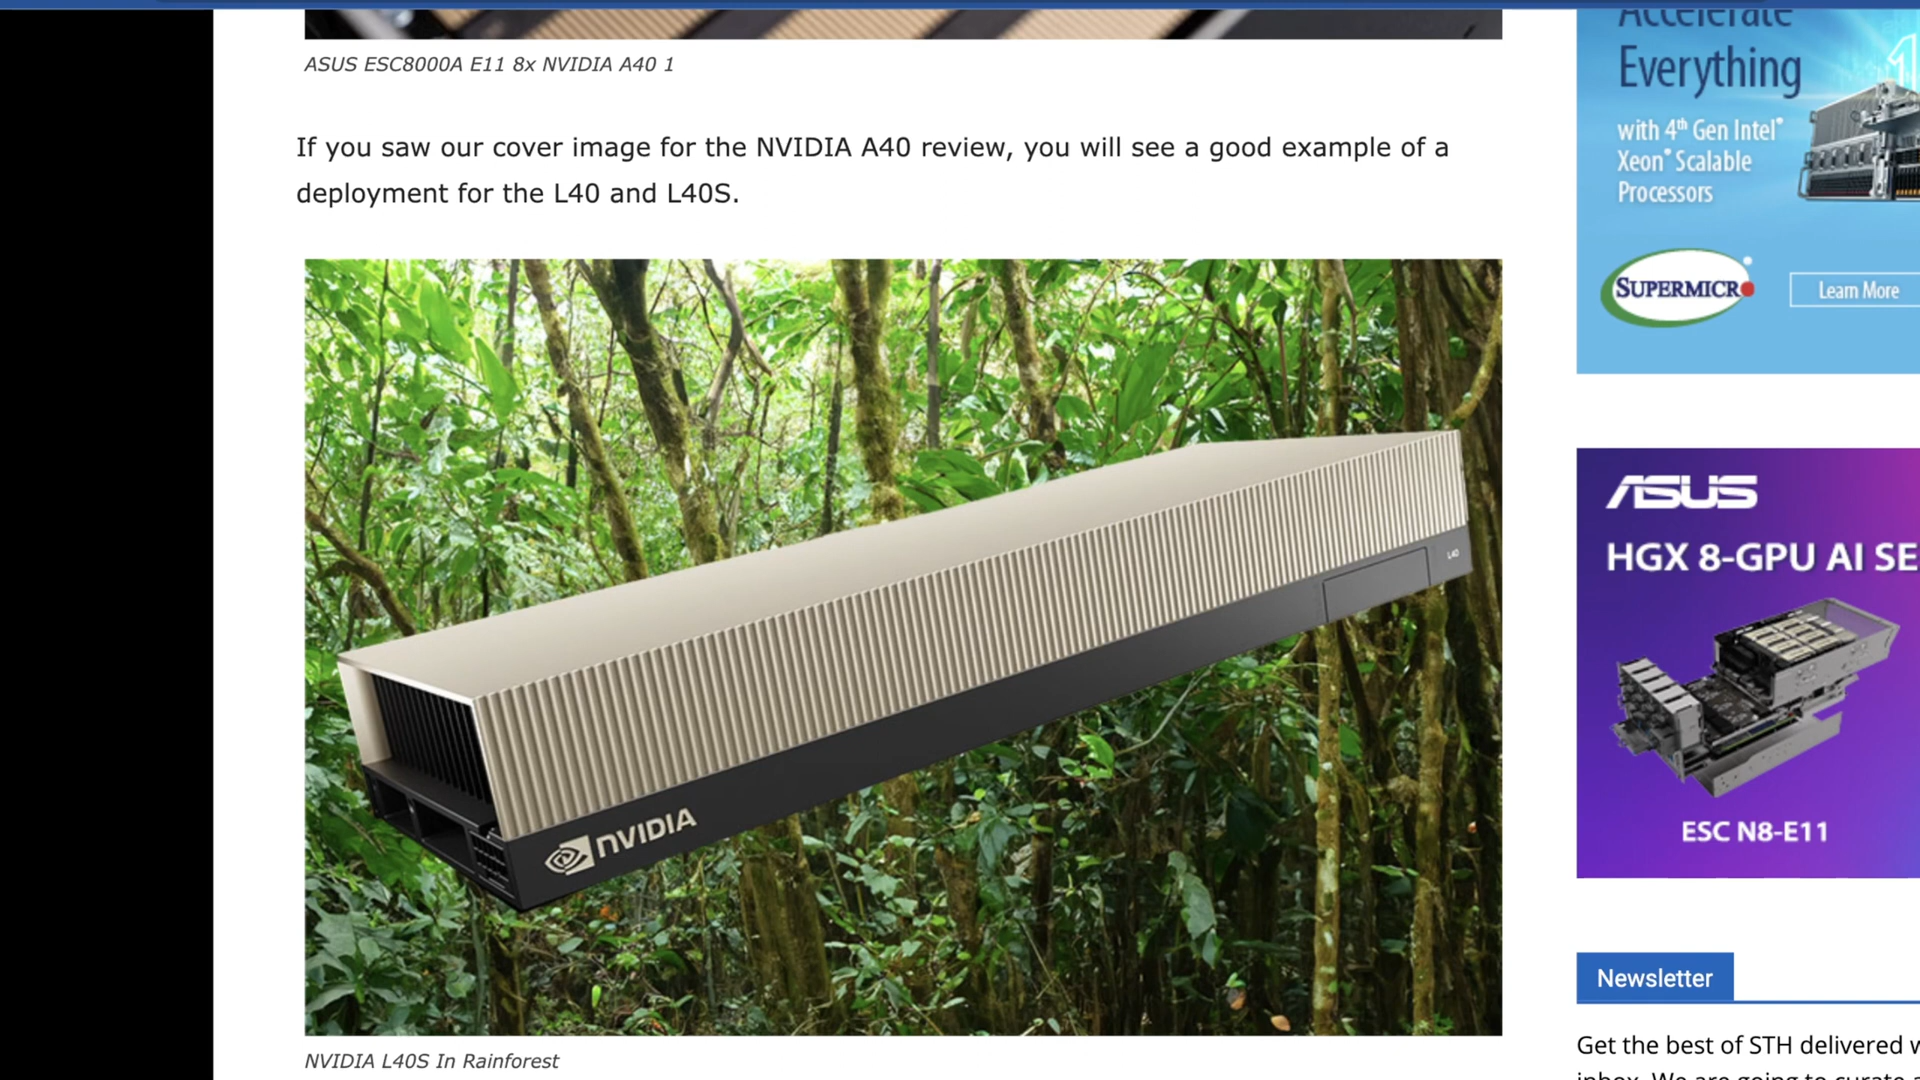 ASUS ESC8000A E11 8x NVIDIA A40 1
If you saw our cover image for the NVIDIA A40 review, you will see a good example of a
deployment for the L40 and L40S.
NVIDIA
L40
NVIDIA L40S In Rainforest
Accelerate
Everything
with 4th Gen Intel®
Xeon® Scalable
Processors
SUPERMICRO
Learn More
ASUS
HGX 8-GPU AI SE
ESC N8-E11
Newsletter
Get the best of STH delivered